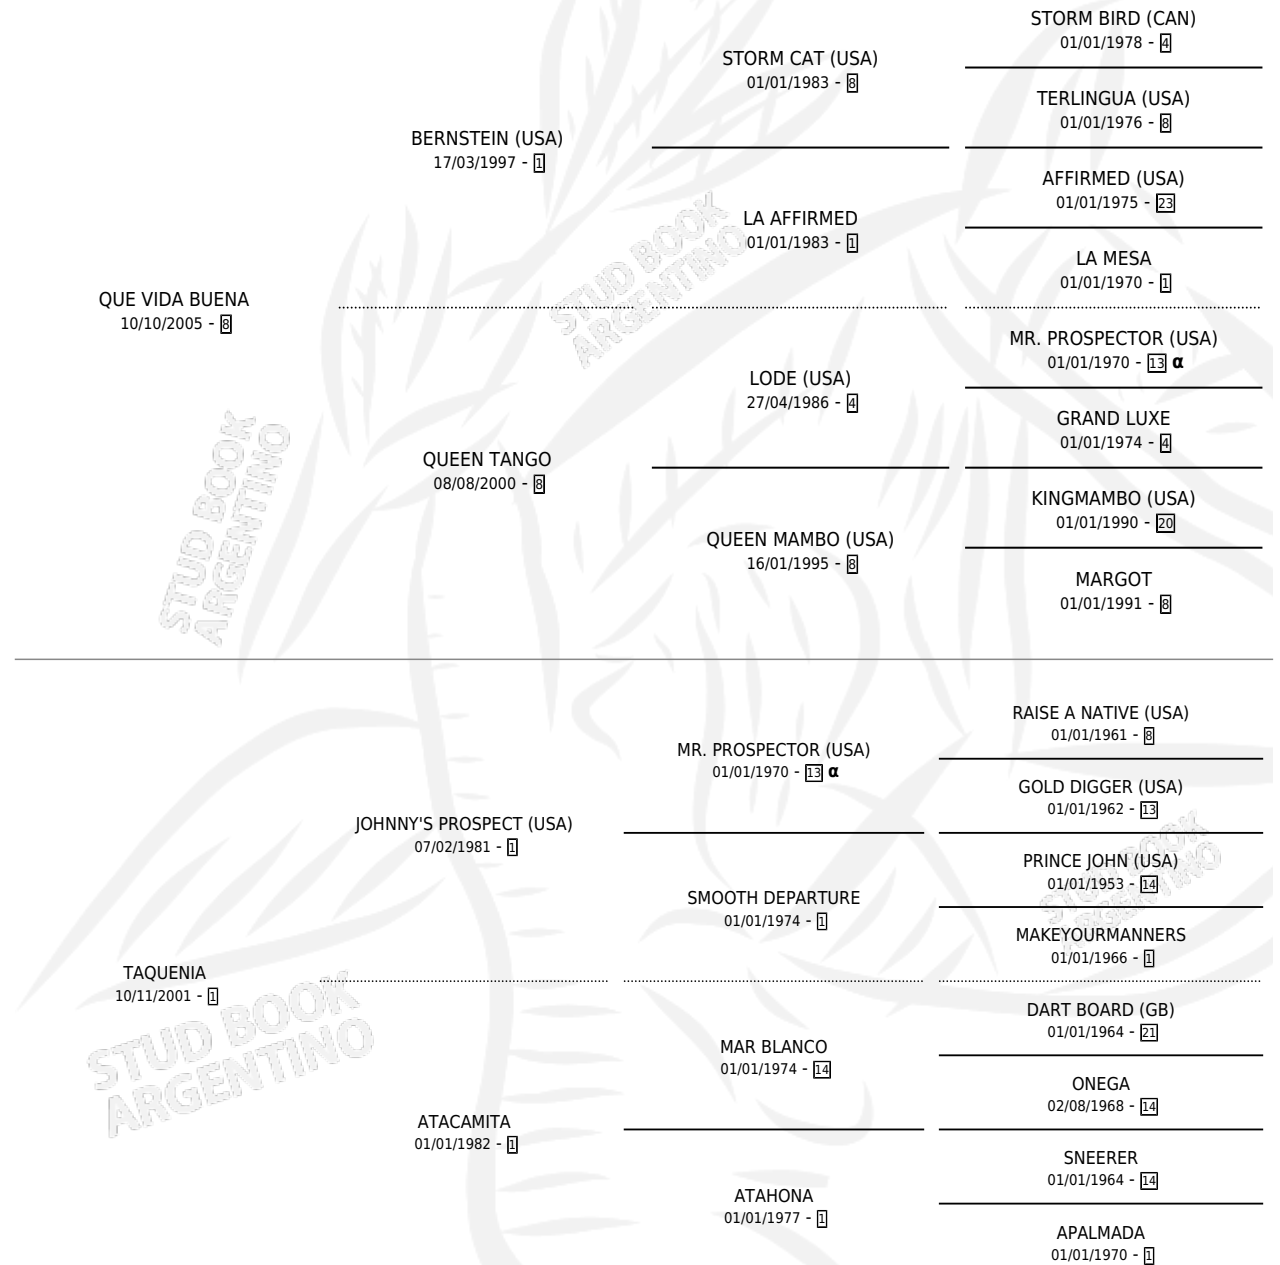 STORM BIRD (CAN)
01/01/1978 - 4
STORM CAT (USA)
01/01/1983 - 8
TERLINGUA (USA)
01/01/1976 - 8
BERNSTEIN (USA)
17/03/1997 - 1
AFFIRMED (USA)
01/01/1975 - 23
LA AFFIRMED
01/01/1983 - 1
LA MESA
01/01/1970 - 1
QUE VIDA BUENA
10/10/2005 - 8
MR. PROSPECTOR (USA)
01/01/1970 - 13 α
LODE (USA)
27/04/1986 - 4
GRAND LUXE
01/01/1974 - 4
QUEEN TANGO
08/08/2000 - 8
KINGMAMBO (USA)
01/01/1990 - 20
QUEEN MAMBO (USA)
16/01/1995 - 8
MARGOT
01/01/1991 - 8
RAISE A NATIVE (USA)
01/01/1961 - 8
MR. PROSPECTOR (USA)
01/01/1970 - 13 α
GOLD DIGGER (USA)
01/01/1962 - 13
JOHNNY'S PROSPECT (USA)
07/02/1981 - 1
PRINCE JOHN (USA)
01/01/1953 - 14
SMOOTH DEPARTURE
01/01/1974 - 1
MAKEYOURMANNERS
01/01/1966 - 1
TAQUENIA
10/11/2001 - 1
DART BOARD (GB)
01/01/1964 - 21
MAR BLANCO
01/01/1974 - 14
ONEGA
02/08/1968 - 14
ATACAMITA
01/01/1982 - 1
SNEERER
01/01/1964 - 14
ATAHONA
01/01/1977 - 1
APALMADA
01/01/1970 - 1
STUD BOOK
ARGENTINO
STUD BOOK
ARGENTINO
STUD BOOK
ARGENTINO
STUD BOOK
ARGENTINO